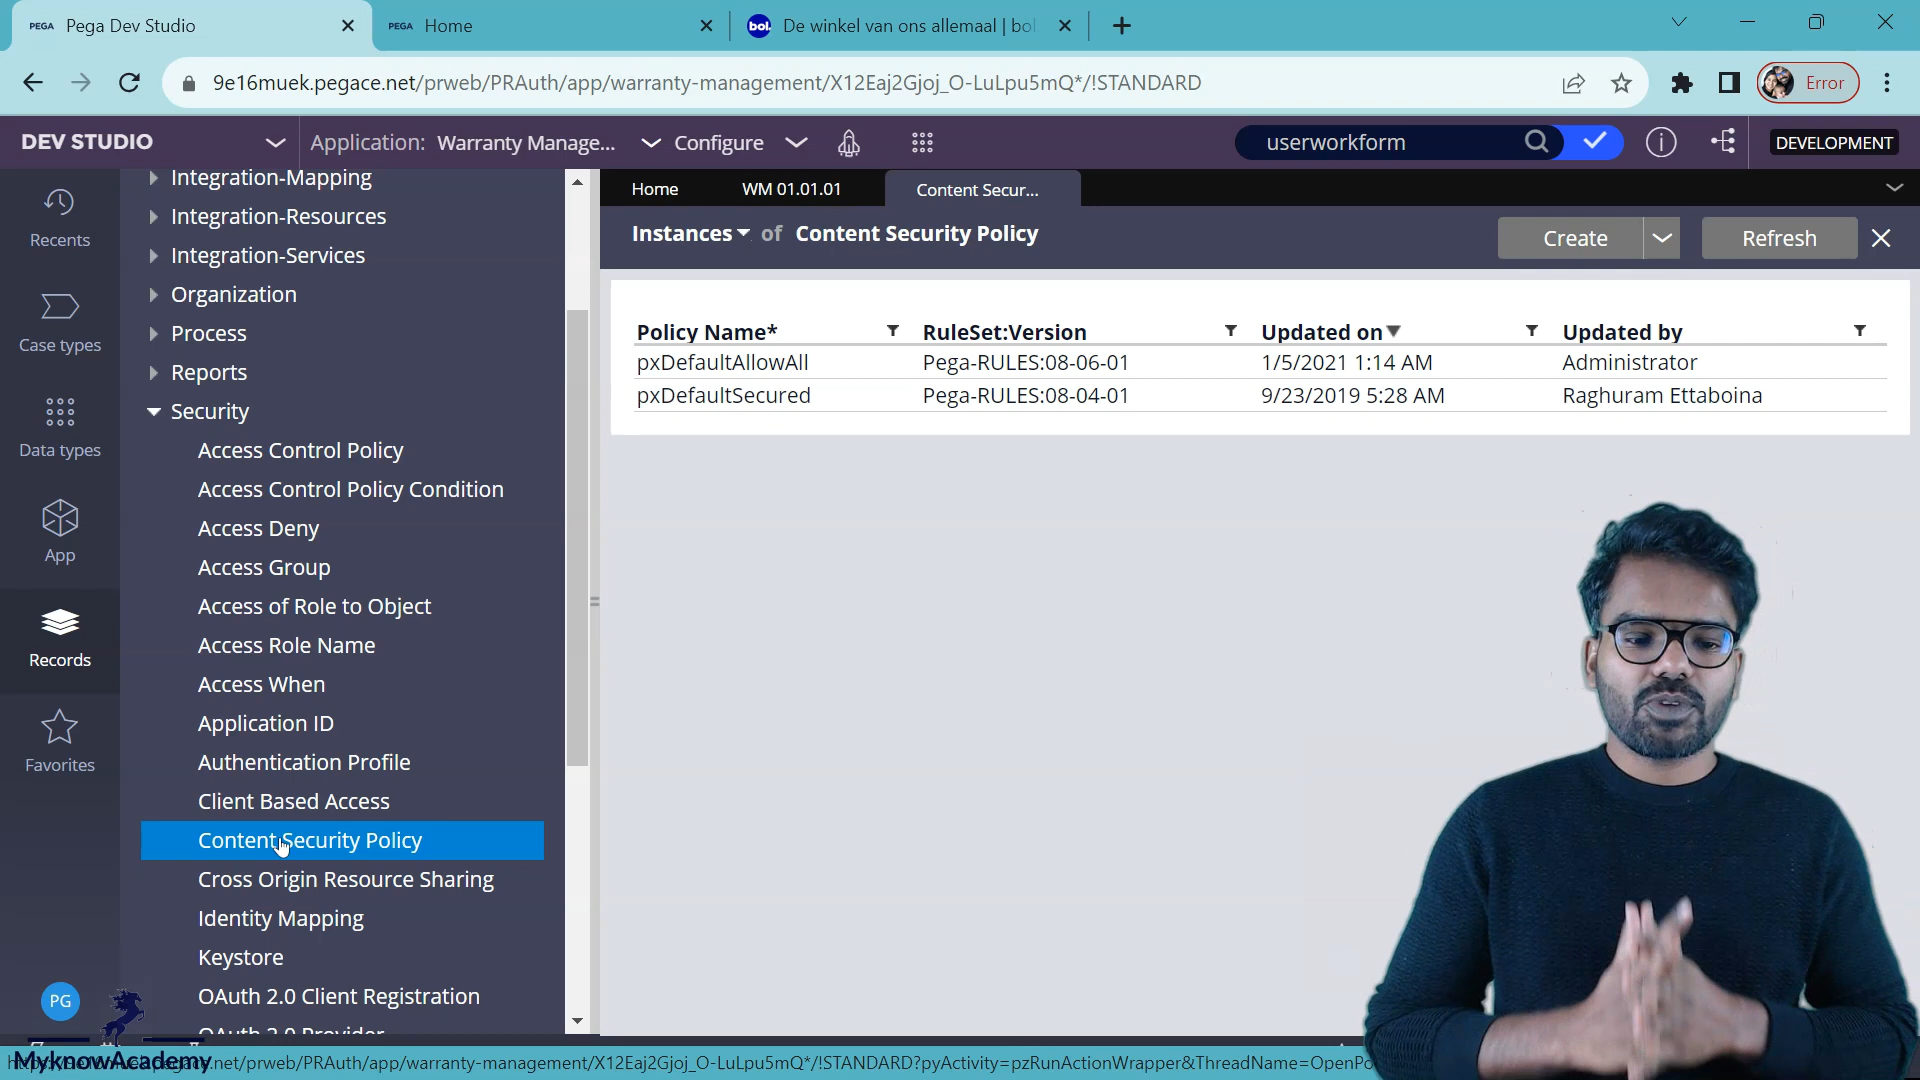 PEGA Pega Dev Studio
PEGA Home
bol. De winkel van ons allemaal | bol
9e16muek.pegace.net/prweb/PRAuth/app/warranty-management/X12Eaj2Gjoj_O-LuLpu5mQ*/!STANDARD
Error
DEV STUDIO
Application: Warranty Manage...
Configure
userworkform
DEVELOPMENT
Recents
Case types
Data types
App
Records
Favorites
PG
Integration-Mapping
Integration-Resources
Integration-Services
Organization
Process
Reports
Security
Access Control Policy
Access Control Policy Condition
Access Deny
Access Group
Access of Role to Object
Access Role Name
Access When
Application ID
Authentication Profile
Client Based Access
Content Security Policy
Cross Origin Resource Sharing
Identity Mapping
Keystore
OAuth 2.0 Client Registration
OAuth 2.0 Provider
Home
WM 01.01.01
Content Secur...
Instances of Content Security Policy
Create
Refresh
Policy Name* RuleSet:Version Updated on Updated by
pxDefaultAllowAll Pega-RULES:08-06-01 1/5/2021 1:14 AM Administrator
pxDefaultSecured Pega-RULES:08-04-01 9/23/2019 5:28 AM Raghuram Ettaboina
MyknowAcademy
.net/prweb/PRAuth/app/warranty-management/X12Eaj2Gjoj_O-LuLpu5mQ*/!STANDARD?pyActivity=pzRunActionWrapper&ThreadName=OpenPo